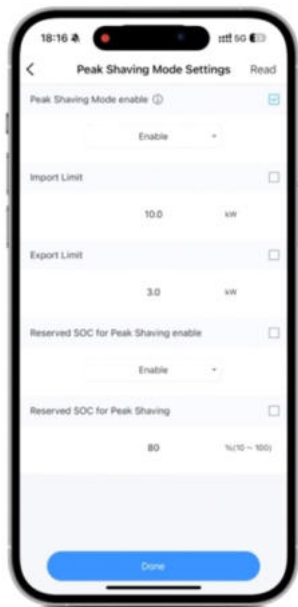 18:16 5G
Peak Shaving Mode Settings Read
Peak Shaving Mode enable
Enable
Import Limit
10.0 kW
Export Limit
3.0 kW
Reserved SOC for Peak Shaving enable
Enable
Reserved SOC for Peak Shaving
80 %(10 ~ 100)
Done